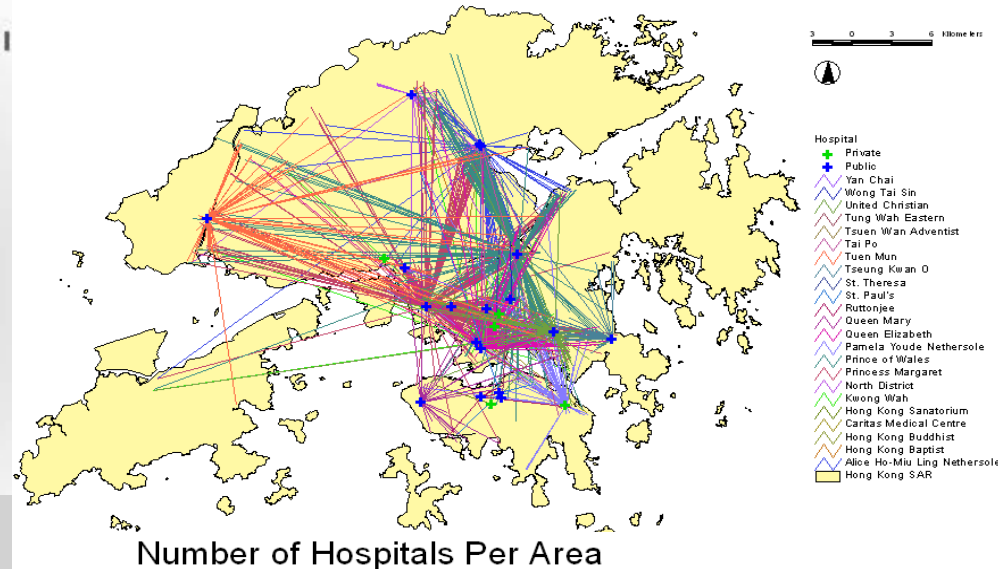 3 0 3 6 Kilometers
Hospital
Private
Public
Yan Chai
Wong Tai Sin
United Christian
Tung Wah Eastern
Tsuen Wan Adventist
Tai Po
Tuen Mun
Tseung Kwan O
St. Theresa
St. Paul's
Ruttonjee
Queen Mary
Queen Elizabeth
Pamela Youde Nethersole
Prince of Wales
Princess Margaret
North District
Kwong Wah
Hong Kong Sanatorium
Caritas Medical Centre
Hong Kong Buddhist
Hong Kong Baptist
Alice Ho-Miu Ling Nethersole
Hong Kong SAR
Number of Hospitals Per Area